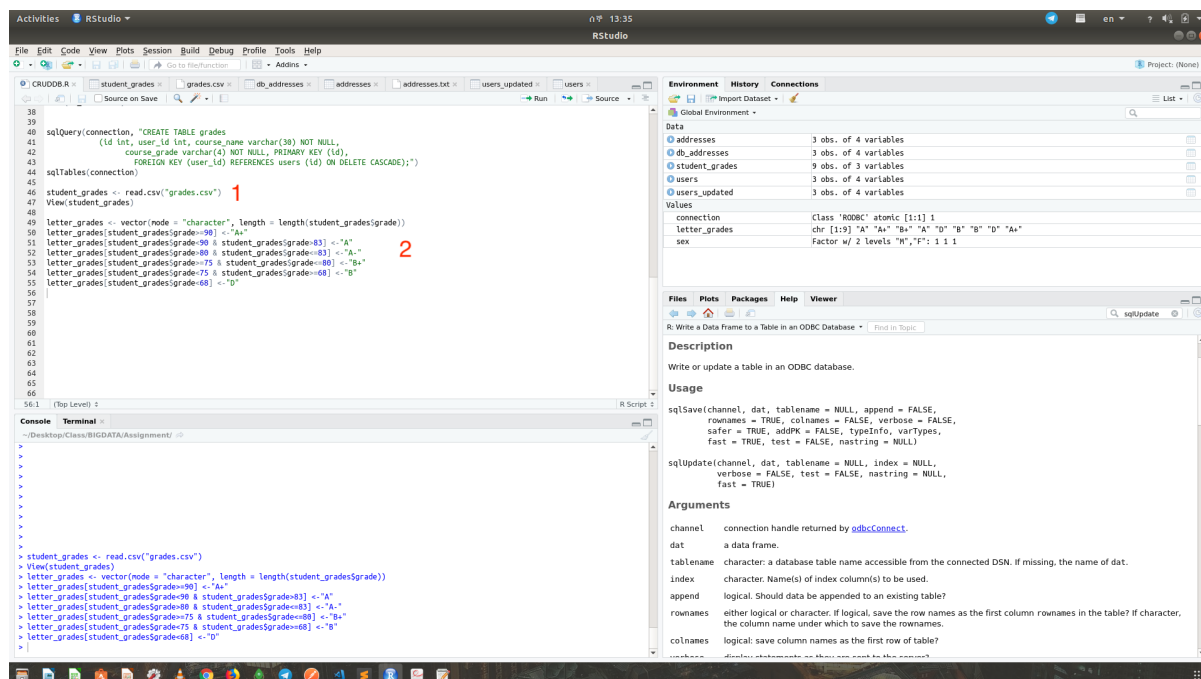 Activities RStudio
13:35
en
RStudio
File Edit Code View Plots Session Build Debug Profile Tools Help
Go to file/function
Addins
Project: (None)
CRUDDB.R student_grades grades.csv db_addresses addresses addresses.txt users_updated users
Source on Save Run Source
38
39
40 sqlQuery(connection, "CREATE TABLE grades
41 (id int, user_id int, course_name varchar(30) NOT NULL,
42 course_grade varchar(4) NOT NULL, PRIMARY KEY (id),
43 FOREIGN KEY (user_id) REFERENCES users (id) ON DELETE CASCADE);")
44 sqlTables(connection)
45
46 student_grades <- read.csv("grades.csv")
1
47 View(student_grades)
48
49 letter_grades <- vector(mode = "character", length = length(student_grades$grade))
50 letter_grades[student_grades$grade>=90] <-"A+"
51 letter_grades[student_grades$grade<90 & student_grades$grade>83] <-"A"
52 letter_grades[student_grades$grade>80 & student_grades$grade<=83] <-"A-"
2
53 letter_grades[student_grades$grade>=75 & student_grades$grade<=80] <-"B+"
54 letter_grades[student_grades$grade<75 & student_grades$grade>=68] <-"B"
55 letter_grades[student_grades$grade<68] <-"D"
56
57
58
59
60
61
62
63
64
65
66
56:1 (Top Level) R Script
Console Terminal
~/Desktop/Class/BIGDATA/Assignment/
>
>
>
>
>
>
>
>
>
>
>
> student_grades <- read.csv("grades.csv")
> View(student_grades)
> letter_grades <- vector(mode = "character", length = length(student_grades$grade))
> letter_grades[student_grades$grade>=90] <-"A+"
> letter_grades[student_grades$grade<90 & student_grades$grade>83] <-"A"
> letter_grades[student_grades$grade>80 & student_grades$grade<=83] <-"A-"
> letter_grades[student_grades$grade>=75 & student_grades$grade<=80] <-"B+"
> letter_grades[student_grades$grade<75 & student_grades$grade>=68] <-"B"
> letter_grades[student_grades$grade<68] <-"D"
>
Environment History Connections
Import Dataset List
Global Environment
Data
addresses 3 obs. of 4 variables
db_addresses 3 obs. of 4 variables
student_grades 9 obs. of 3 variables
users 3 obs. of 4 variables
users_updated 3 obs. of 4 variables
Values
connection Class 'RODBC' atomic [1:1] 1
letter_grades chr [1:9] "A" "A+" "B+" "A" "D" "B" "B" "D" "A+"
sex Factor w/ 2 levels "M","F": 1 1 1
Files Plots Packages Help Viewer
sqlUpdate
R: Write a Data Frame to a Table in an ODBC Database Find in Topic
Description
Write or update a table in an ODBC database.
Usage
sqlSave(channel, dat, tablename = NULL, append = FALSE,
rownames = TRUE, colnames = FALSE, verbose = FALSE,
safer = TRUE, addPK = FALSE, typeInfo, varTypes,
fast = TRUE, test = FALSE, nastring = NULL)
sqlUpdate(channel, dat, tablename = NULL, index = NULL,
verbose = FALSE, test = FALSE, nastring = NULL,
fast = TRUE)
Arguments
channel connection handle returned by odbcConnect.
dat a data frame.
tablename character: a database table name accessible from the connected DSN. If missing, the name of dat.
index character. Name(s) of index column(s) to be used.
append logical. Should data be appended to an existing table?
rownames either logical or character. If logical, save the row names as the first column rownames in the table? If character,
the column name under which to save the rownames.
colnames logical: save column names as the first row of table?